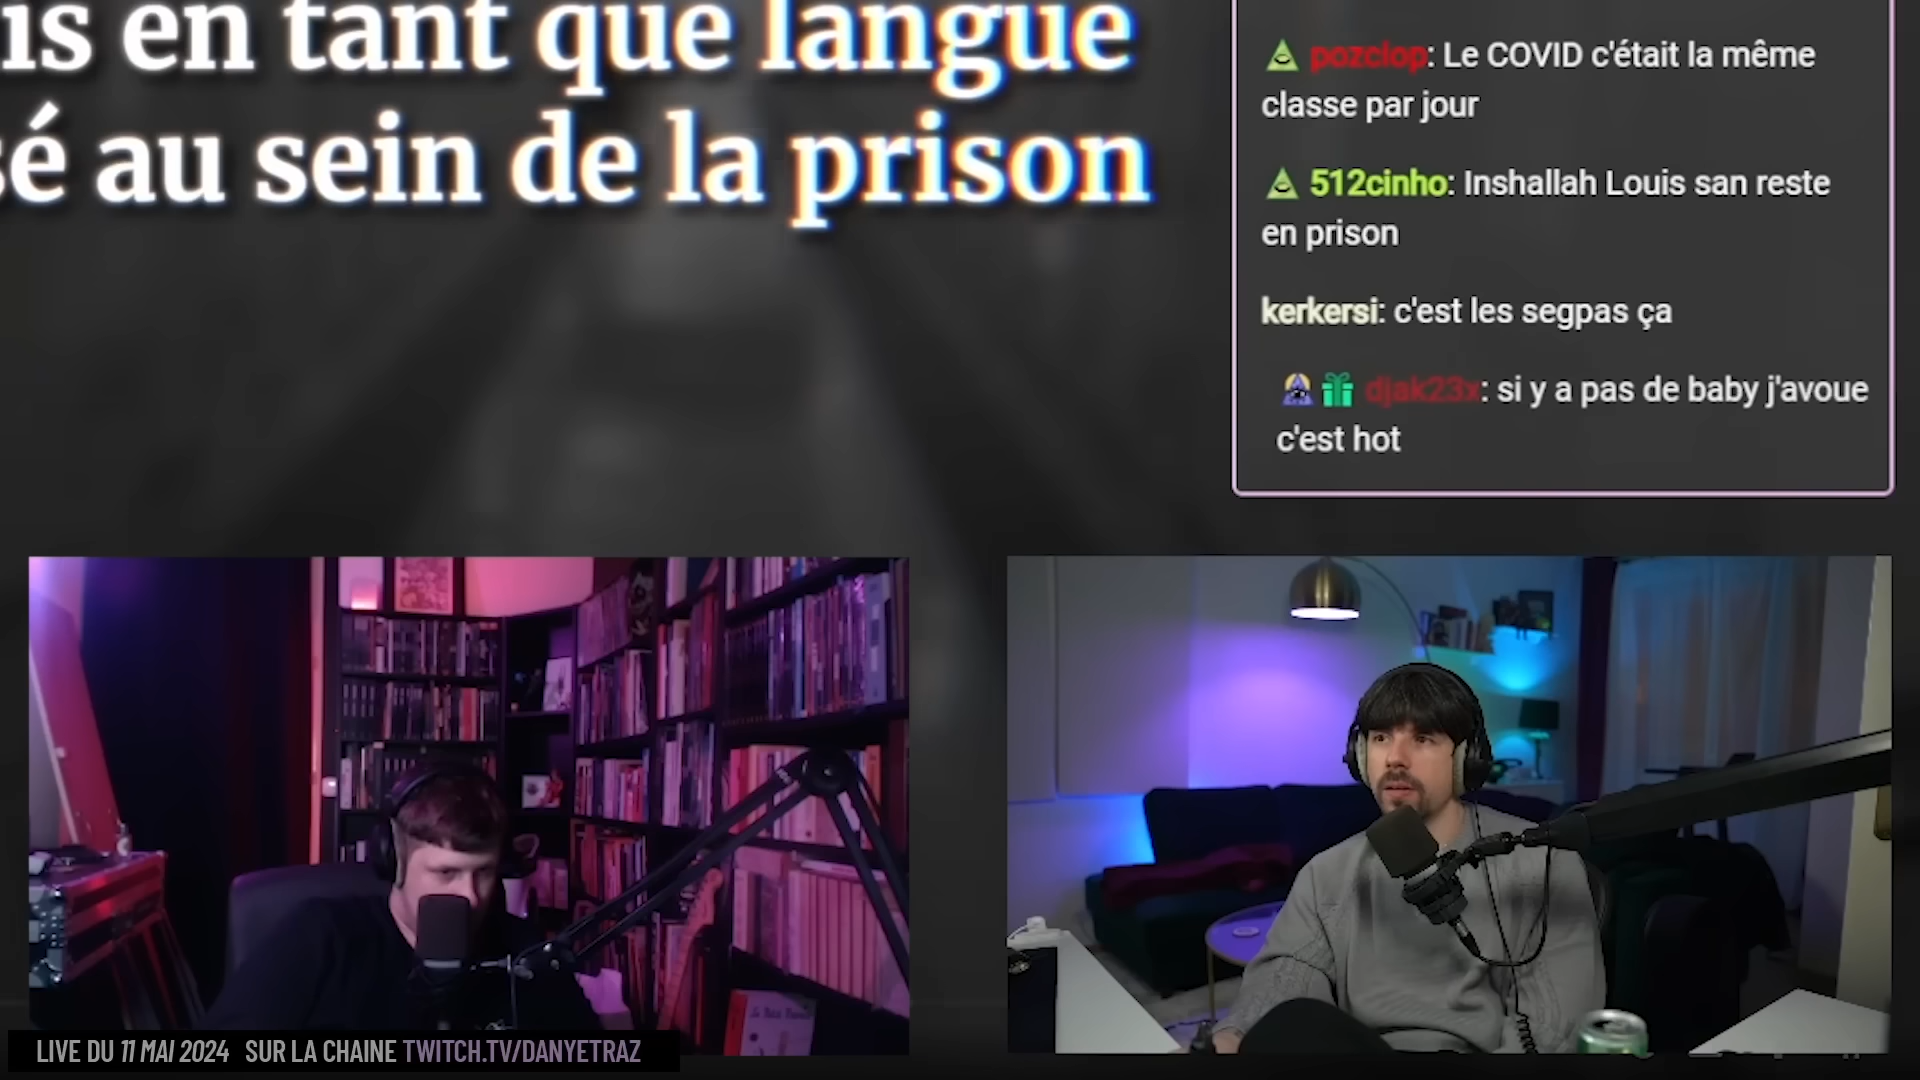 is en tant que langue
sé au sein de la prison
pozclop: Le COVID c'était la même
classe par jour
512cinho: Inshallah Louis san reste
en prison
kerkersi: c'est les segpas ça
djak23x: si y a pas de baby j'avoue
c'est hot
LIVE DU 11 MAI 2024 SUR LA CHAINE TWITCH.TV/DANYETRAZ